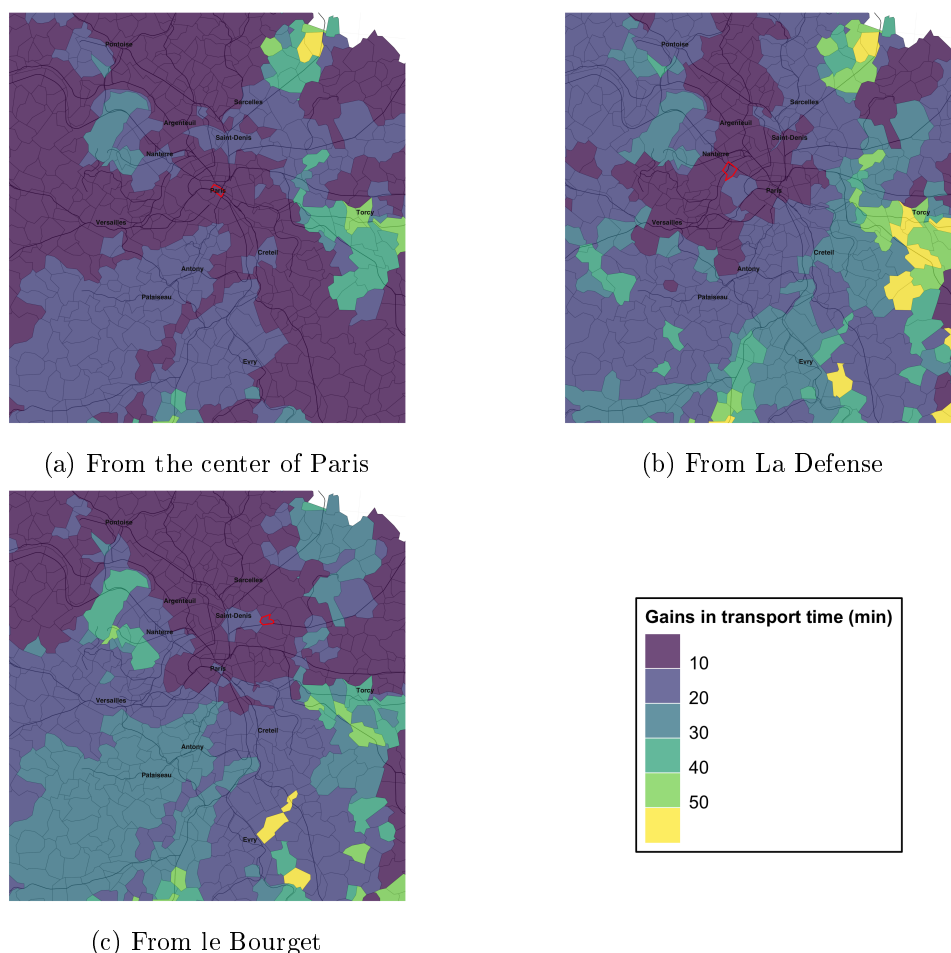 Pontoise
Sarcelles
Argenteuil
Saint-Denis
Nanterre
Paris
Torcy
Versailles
Creteil
Antony
Palaiseau
Evry
(a) From the center of Paris
Pontoise
Sarcelles
Argenteuil
Saint-Denis
Nanterre
Paris
Torcy
Versailles
Creteil
Antony
Palaiseau
Evry
(b) From La Defense
Pontoise
Sarcelles
Argenteuil
Saint-Denis
Nanterre
Paris
Torcy
Versailles
Creteil
Antony
Palaiseau
Evry
(c) From le Bourget
Gains in transport time (min)
10
20
30
40
50